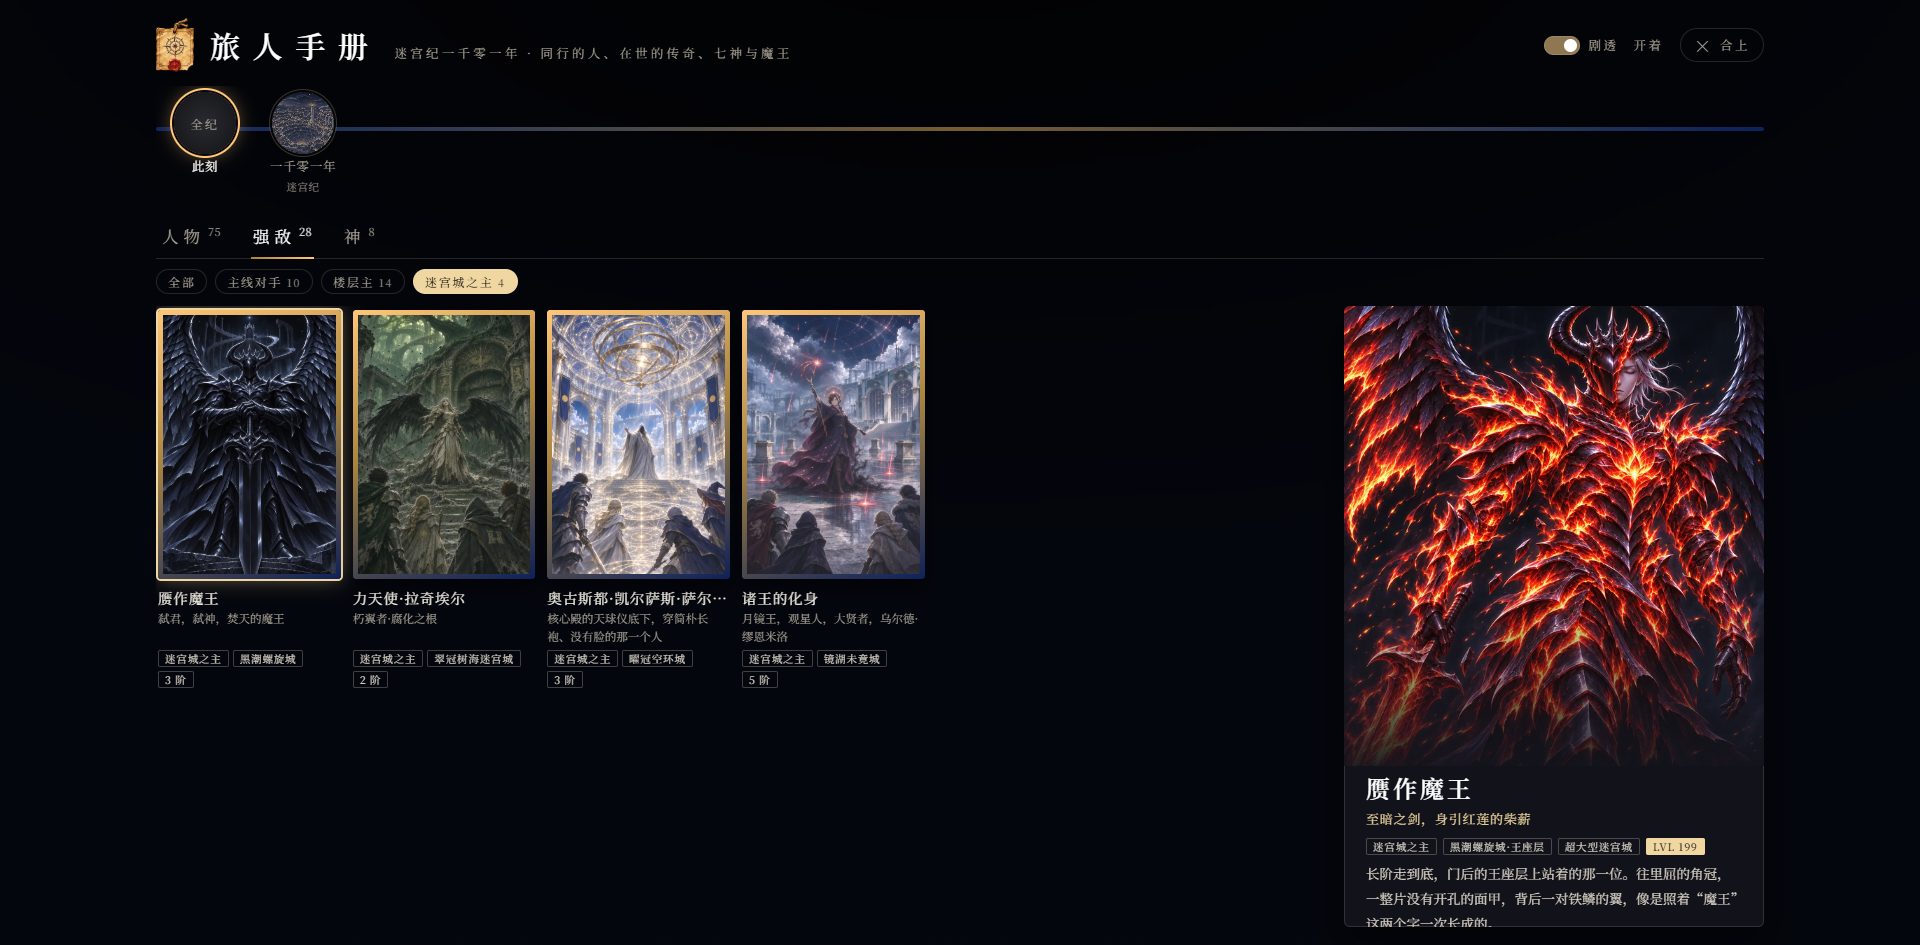 旅人手册
迷宫纪一千零一年 · 同行的人、在世的传奇、七神与魔王
剧透 开着
合上
全纪
此刻
一千零一年
迷宫纪
人物 75
强敌 28
神 8
全部
主线对手 10
楼层主 14
迷宫城之主 4
赝作魔王
弑君，弑神，焚天的魔王
迷宫城之主
黑潮螺旋城
3 阶
力天使·拉奇埃尔
朽翼者·腐化之根
迷宫城之主
翠冠树海迷宫城
2 阶
奥古斯都·凯尔萨斯·萨尔…
核心殿的天球仪底下，穿简朴长
袍、没有脸的那一个人
迷宫城之主
曜冠空环城
3 阶
诸王的化身
月镜王，观星人，大贤者，乌尔德·
缪恩米洛
迷宫城之主
镜湖未竟城
5 阶
赝作魔王
至暗之剑，身引红莲的柴薪
迷宫城之主
黑潮螺旋城·王座层
超大型迷宫城
LVL 199
长阶走到底，门后的王座层上站着的那一位。往里屈的角冠，
一整片没有开孔的面甲，背后一对铁鳞的翼，像是照着“魔王”
这两个字一次长成的。